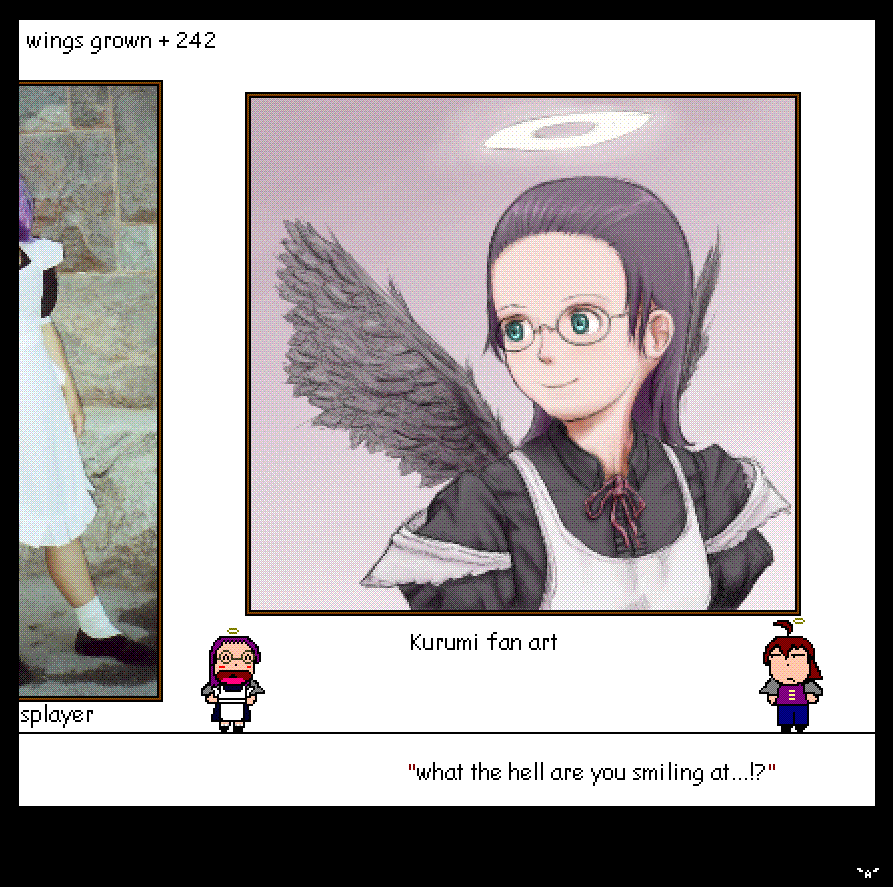 wings grown + 242
Kurumi fan art
splayer
"what the hell are you smiling at...!?"